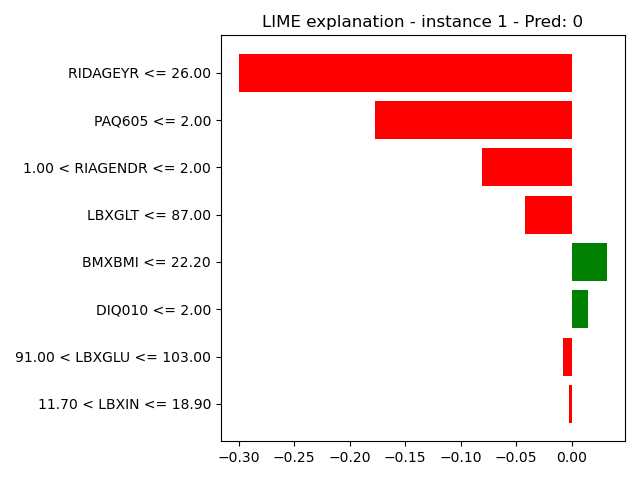 LIME explanation - instance 1 - Pred: 0
RIDAGEYR <= 26.00
PAQ605 <= 2.00
1.00 < RIAGENDR <= 2.00
LBXGLT <= 87.00
BMXBMI <= 22.20
DIQ010 <= 2.00
91.00 < LBXGLU <= 103.00
11.70 < LBXIN <= 18.90
−0.30 −0.25 −0.20 −0.15 −0.10 −0.05 0.00